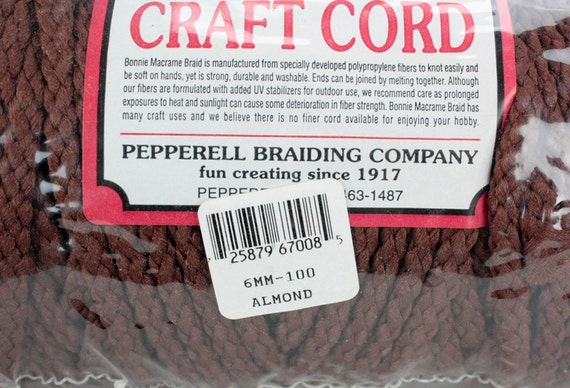 CRAFT CORD
Bonnie Macrame Braid is manufactured from specially developed polypropylene fibers to knot easily and
be soft on hands, yet is strong, durable and washable. Ends can be joined by melting together. Although
our fibers are formulated with added UV stabilizers for outdoor use, we recommend care as prolonged
exposures to heat and sunlight can cause some deterioration in fiber strength. Bonnie Macrame Braid has
many craft uses and we believe there is no finer cord available for enjoying your hobby.
PEPPERELL BRAIDING COMPANY
fun creating since 1917
PEPPERE 463-1487
25879 67008 5
6MM-100
ALMOND